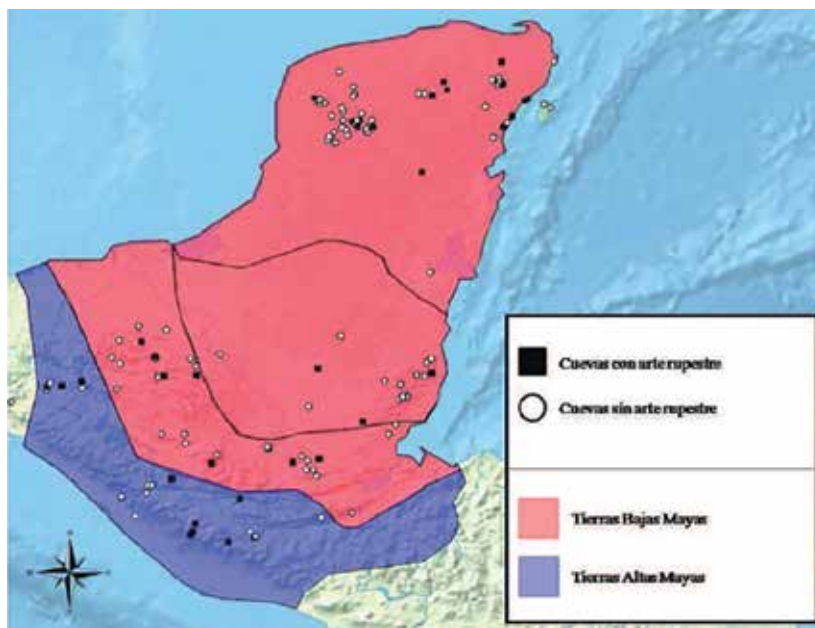 Cuevas con arte rupestre
Cuevas sin arte rupestre
Tierras Bajas Mayas
Tierras Altas Mayas